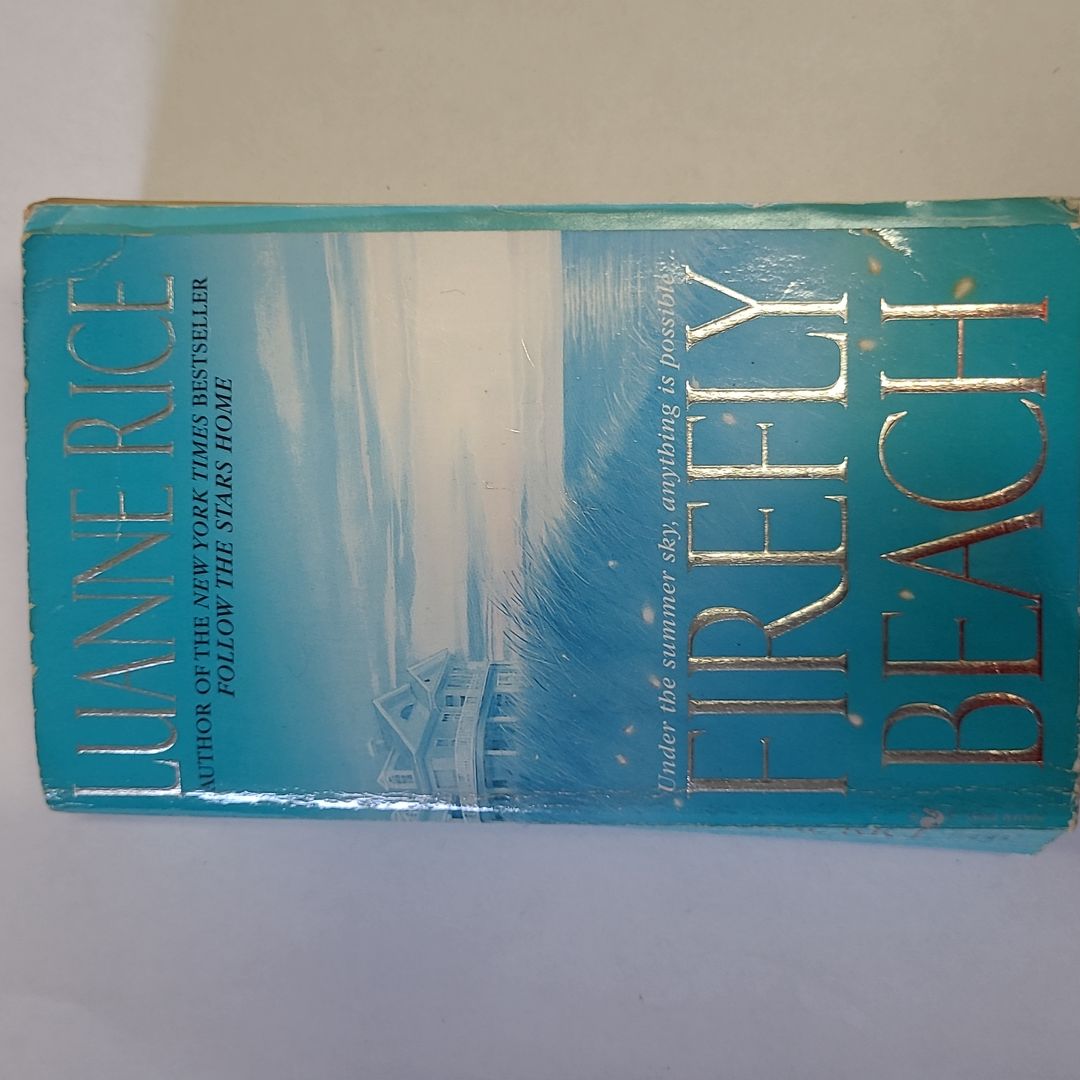 LUANNE RICE
AUTHOR OF THE NEW YORK TIMES BESTSELLER
FOLLOW THE STARS HOME
Under the summer sky, anything is possible...
FIREFLY
BEACH